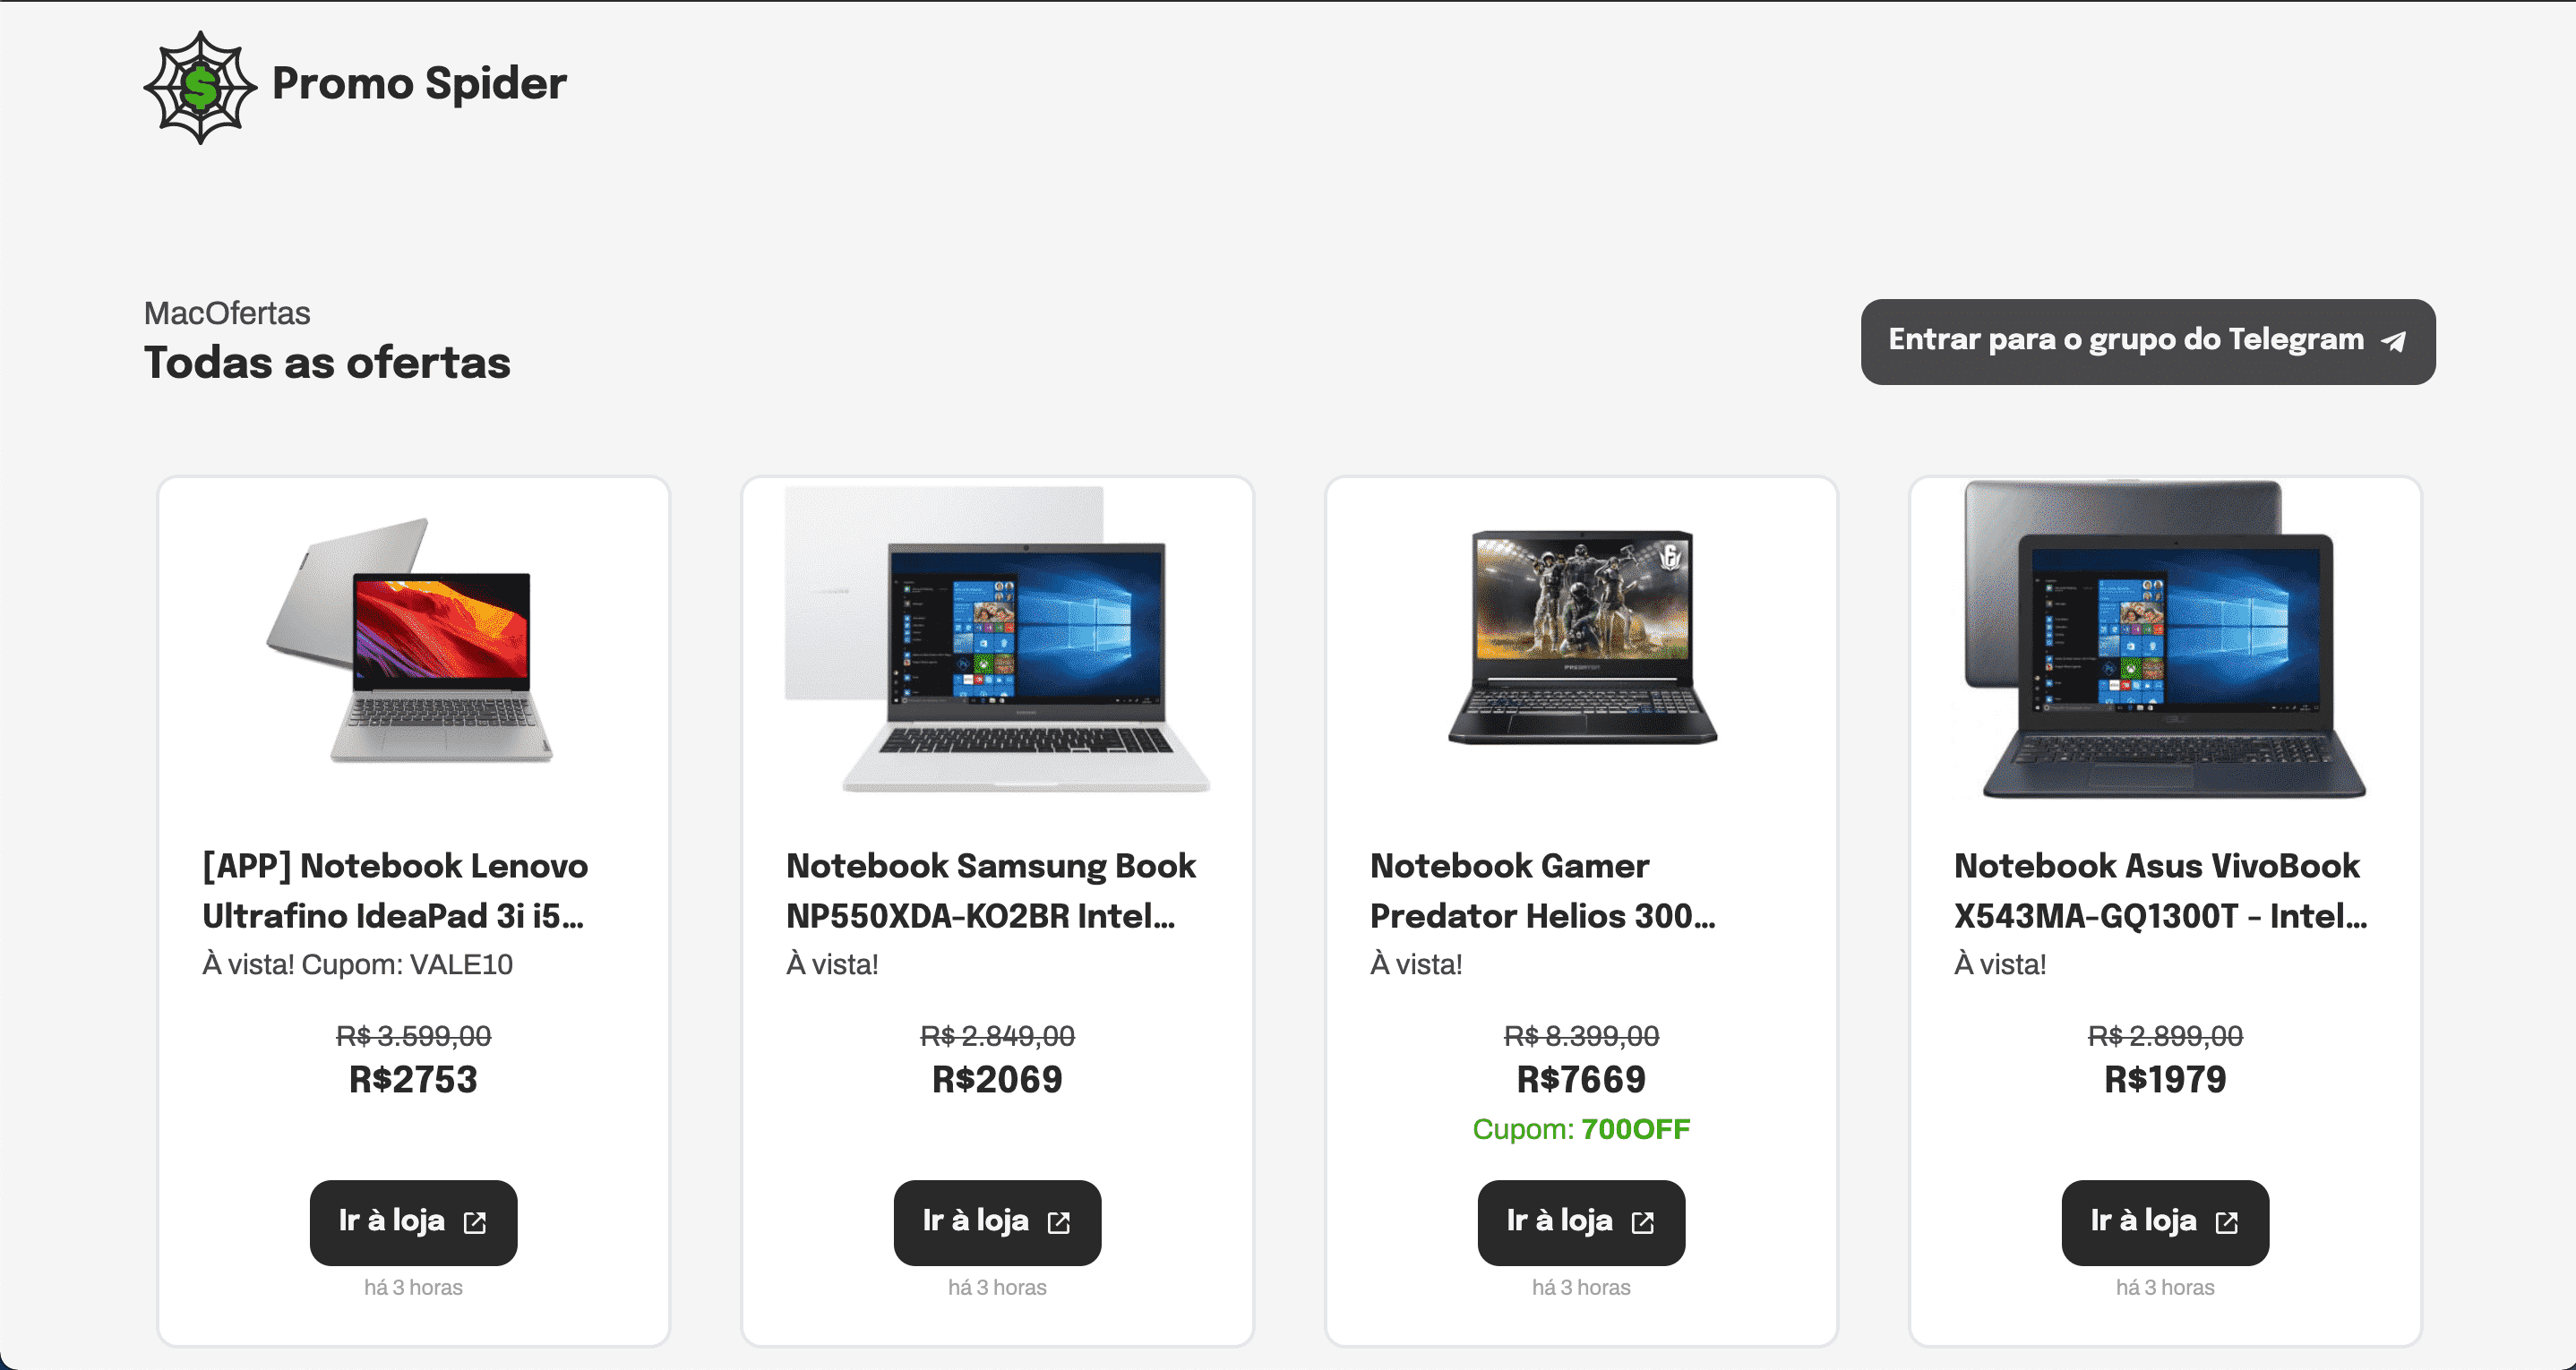 Promo Spider
MacOfertas
Todas as ofertas
Entrar para o grupo do Telegram
[APP] Notebook Lenovo
Ultrafino IdeaPad 3i i5...
À vista! Cupom: VALE10
R$ 3.599,00
R$2753
Ir à loja
há 3 horas
Notebook Samsung Book
NP550XDA-KO2BR Intel...
À vista!
R$ 2.849,00
R$2069
Ir à loja
há 3 horas
PREDATOR
Notebook Gamer
Predator Helios 300...
À vista!
R$ 8.399,00
R$7669
Cupom: 700OFF
Ir à loja
há 3 horas
Notebook Asus VivoBook
X543MA-GQ1300T - Intel...
À vista!
R$ 2.899,00
R$1979
Ir à loja
há 3 horas